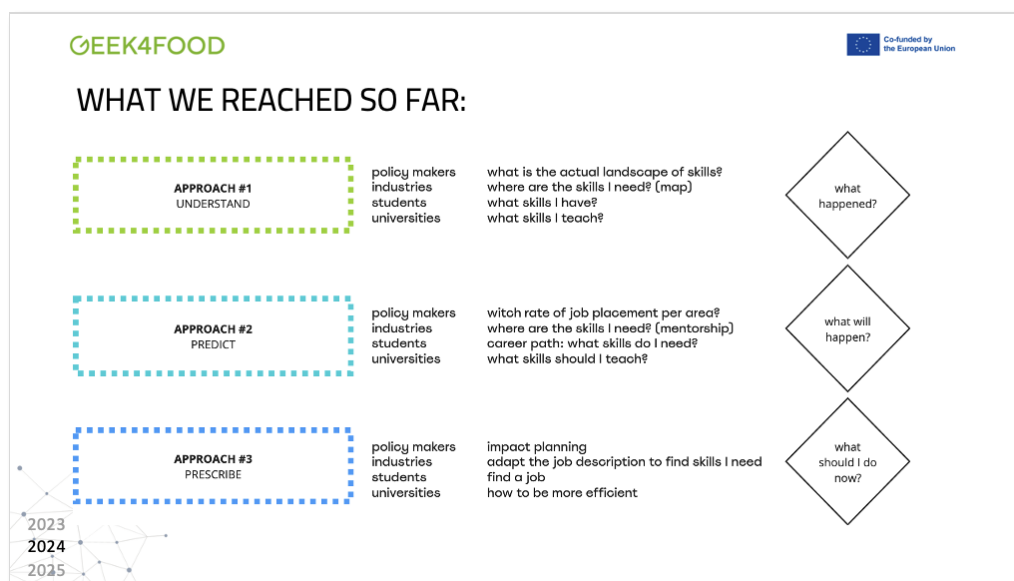 GEEK4FOOD
Co-funded by
the European Union
WHAT WE REACHED SO FAR:
APPROACH #1
UNDERSTAND
policy makers what is the actual landscape of skills?
industries where are the skills I need? (map)
students what skills I have?
universities what skills I teach?
what
happened?
APPROACH #2
PREDICT
policy makers witch rate of job placement per area?
industries where are the skills I need? (mentorship)
students career path: what skills do I need?
universities what skills should I teach?
what will
happen?
APPROACH #3
PRESCRIBE
policy makers impact planning
industries adapt the job description to find skills I need
students find a job
universities how to be more efficient
what
should I do
now?
2023
2024
2025